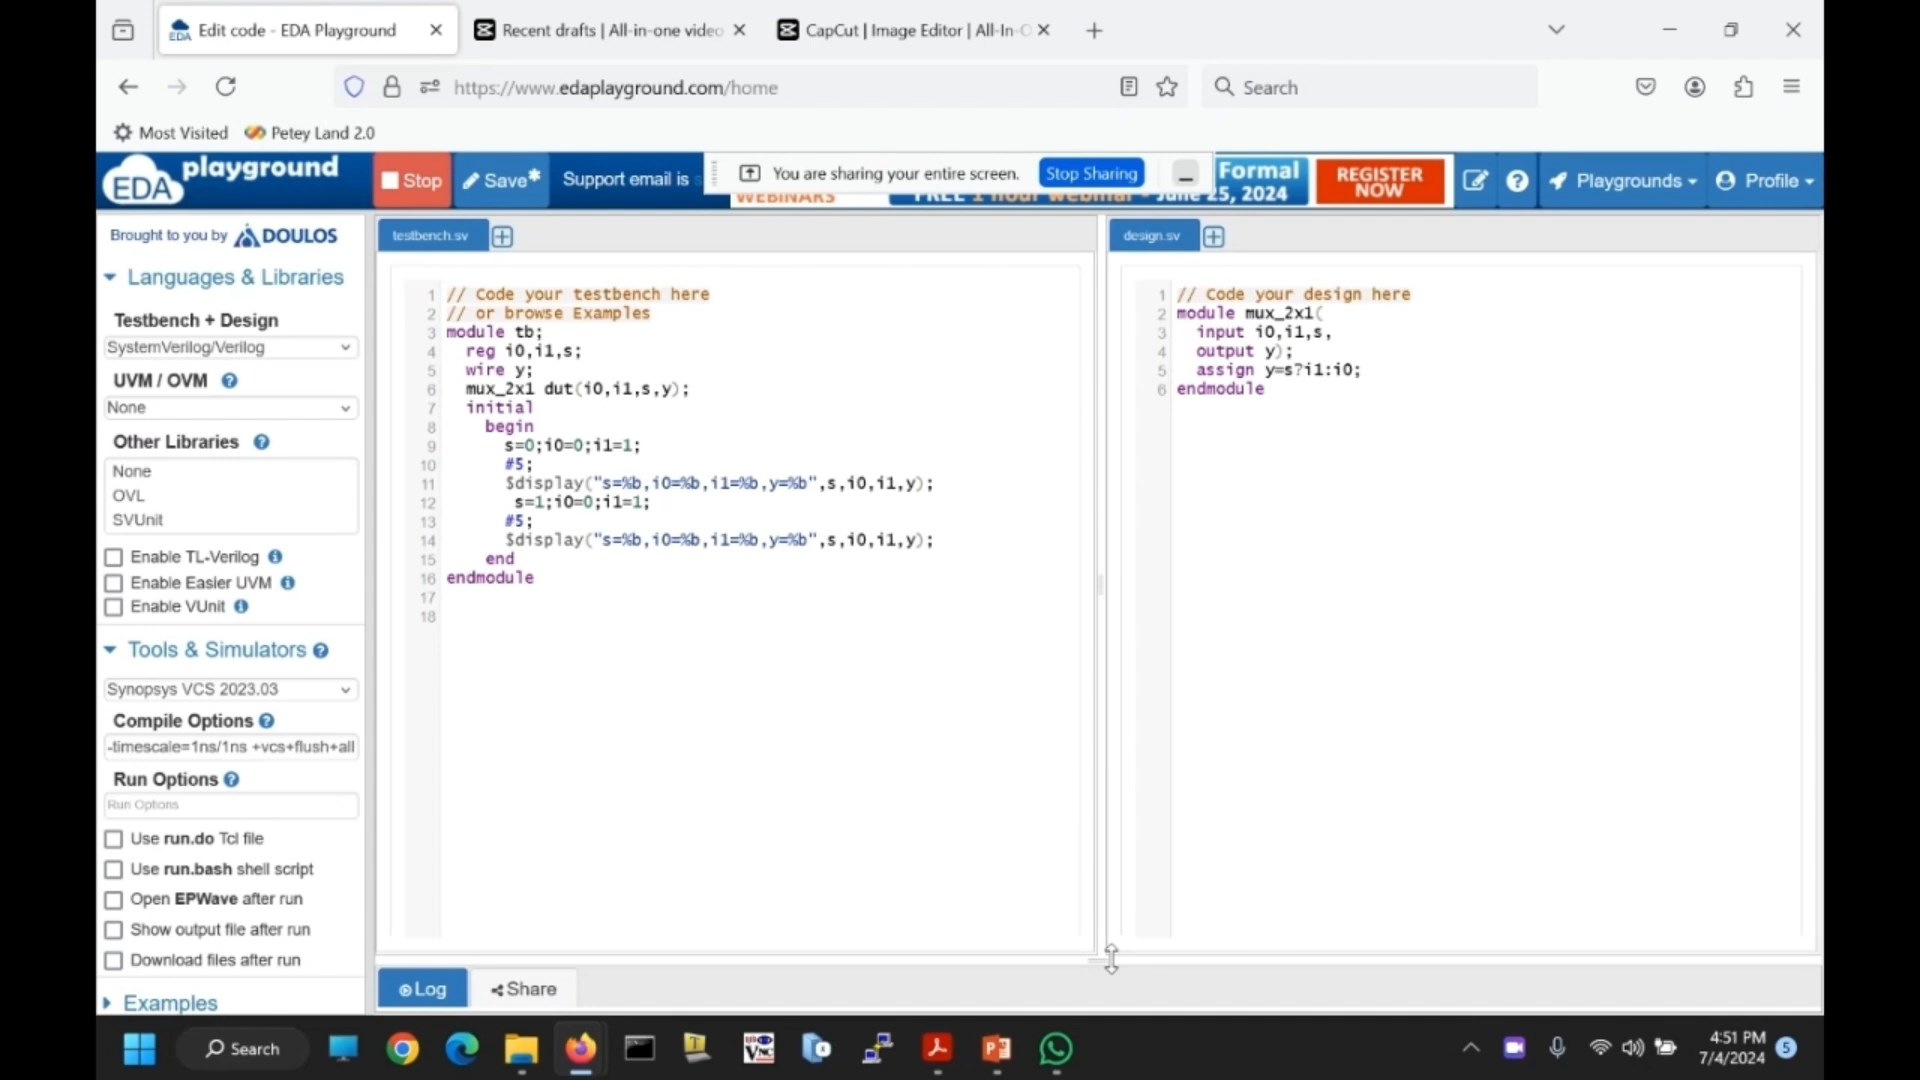 Edit code - EDA Playground
Recent drafts | All-in-one video
CapCut | Image Editor | All-In-O
https://www.edaplayground.com/home
Search
Most Visited
Petey Land 2.0
EDA playground
Stop
Save*
Support email is
You are sharing your entire screen.
Stop Sharing
WEBINARS
Formal
FREE 1 hour webinar - June 25, 2024
REGISTER NOW
Playgrounds
Profile
Brought to you by DOULOS
Languages & Libraries
Testbench + Design
SystemVerilog/Verilog
UVM / OVM
None
Other Libraries
None
OVL
SVUnit
Enable TL-Verilog
Enable Easier UVM
Enable VUnit
Tools & Simulators
Synopsys VCS 2023.03
Compile Options
-timescale=1ns/1ns +vcs+flush+all
Run Options
Run Options
Use run.do Tcl file
Use run.bash shell script
Open EPWave after run
Show output file after run
Download files after run
Examples
testbench.sv
1 // Code your testbench here
2 // or browse Examples
3 module tb;
4 reg i0,i1,s;
5 wire y;
6 mux_2x1 dut(i0,i1,s,y);
7 initial
8 begin
9 s=0;i0=0;i1=1;
10 #5;
11 $display("s=%b,i0=%b,i1=%b,y=%b",s,i0,i1,y);
12 s=1;i0=0;i1=1;
13 #5;
14 $display("s=%b,i0=%b,i1=%b,y=%b",s,i0,i1,y);
15 end
16 endmodule
17
18
design.sv
1 // Code your design here
2 module mux_2x1(
3 input i0,i1,s,
4 output y);
5 assign y=s?i1:i0;
6 endmodule
Log
Share
Search
4:51 PM
7/4/2024
5